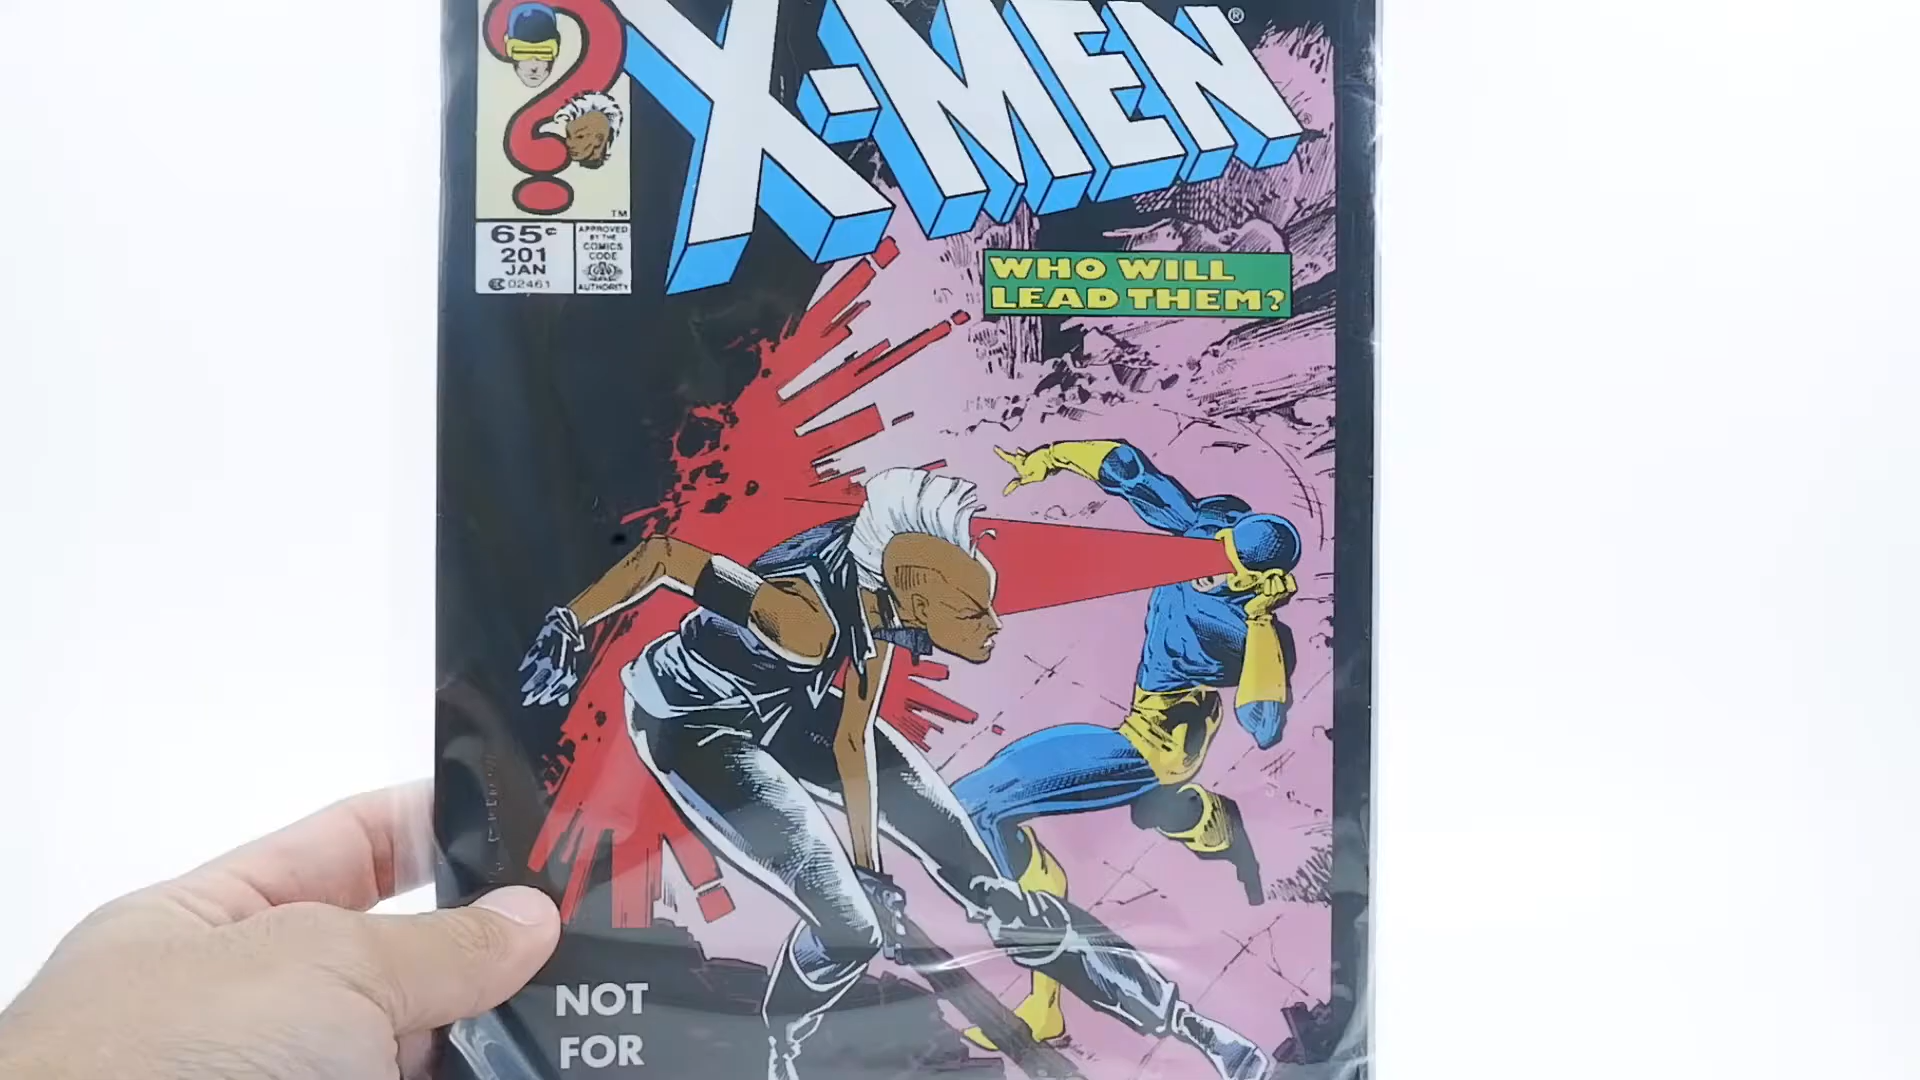 X-MEN®
TM
65¢
201
JAN
02461
APPROVED
BY THE
COMICS
CODE
AUTHORITY
WHO WILL
LEAD THEM?
NOT
FOR